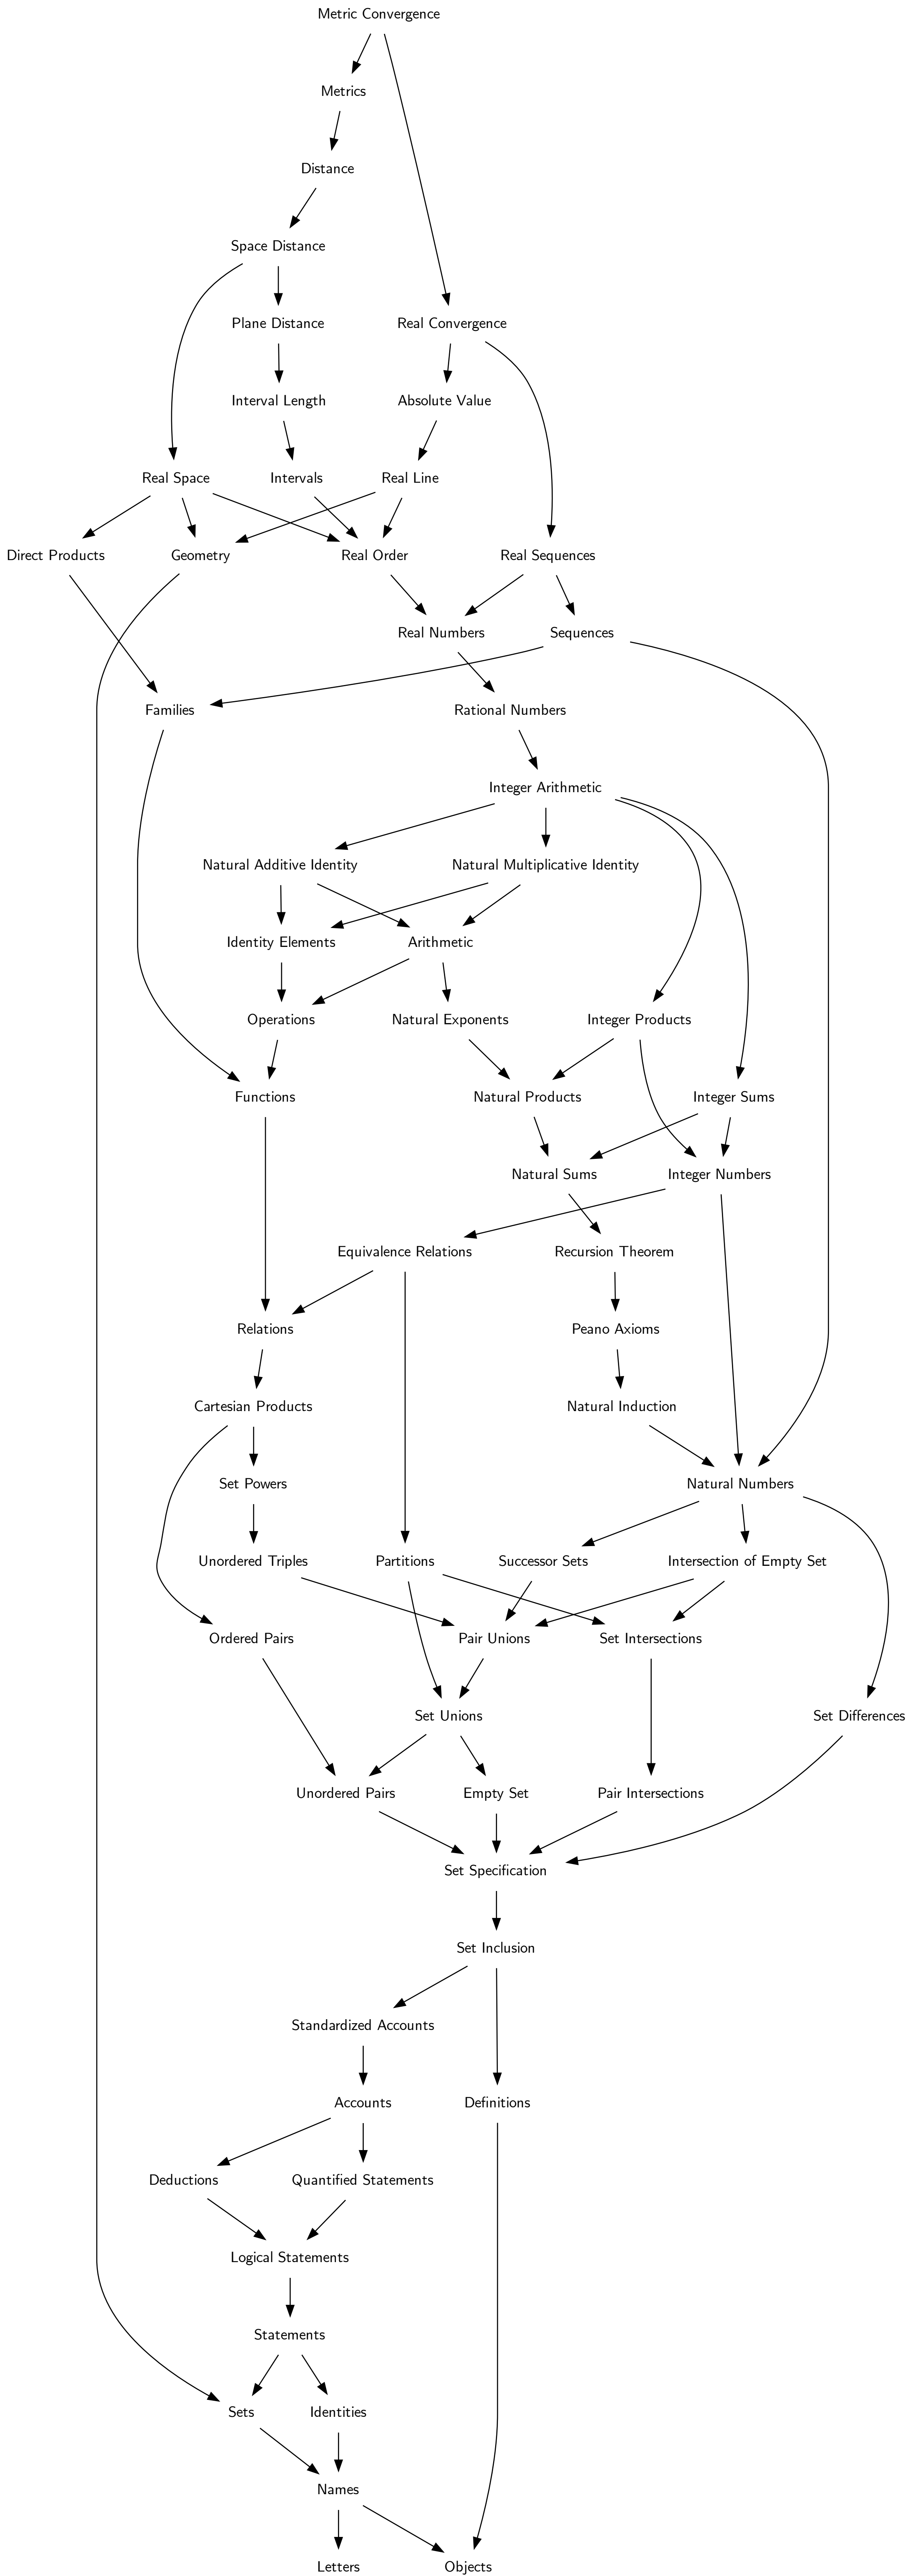 Metric Convergence
Metrics
Distance
Space Distance
Plane Distance
Real Convergence
Interval Length
Absolute Value
Real Space
Intervals
Real Line
Direct Products
Geometry
Real Order
Real Sequences
Real Numbers
Sequences
Families
Rational Numbers
Integer Arithmetic
Natural Additive Identity
Natural Multiplicative Identity
Identity Elements
Arithmetic
Operations
Natural Exponents
Integer Products
Functions
Natural Products
Integer Sums
Natural Sums
Integer Numbers
Equivalence Relations
Recursion Theorem
Relations
Peano Axioms
Cartesian Products
Natural Induction
Set Powers
Natural Numbers
Unordered Triples
Partitions
Successor Sets
Intersection of Empty Set
Ordered Pairs
Pair Unions
Set Intersections
Set Unions
Set Differences
Unordered Pairs
Empty Set
Pair Intersections
Set Specification
Set Inclusion
Standardized Accounts
Accounts
Definitions
Deductions
Quantified Statements
Logical Statements
Statements
Sets
Identities
Names
Letters
Objects